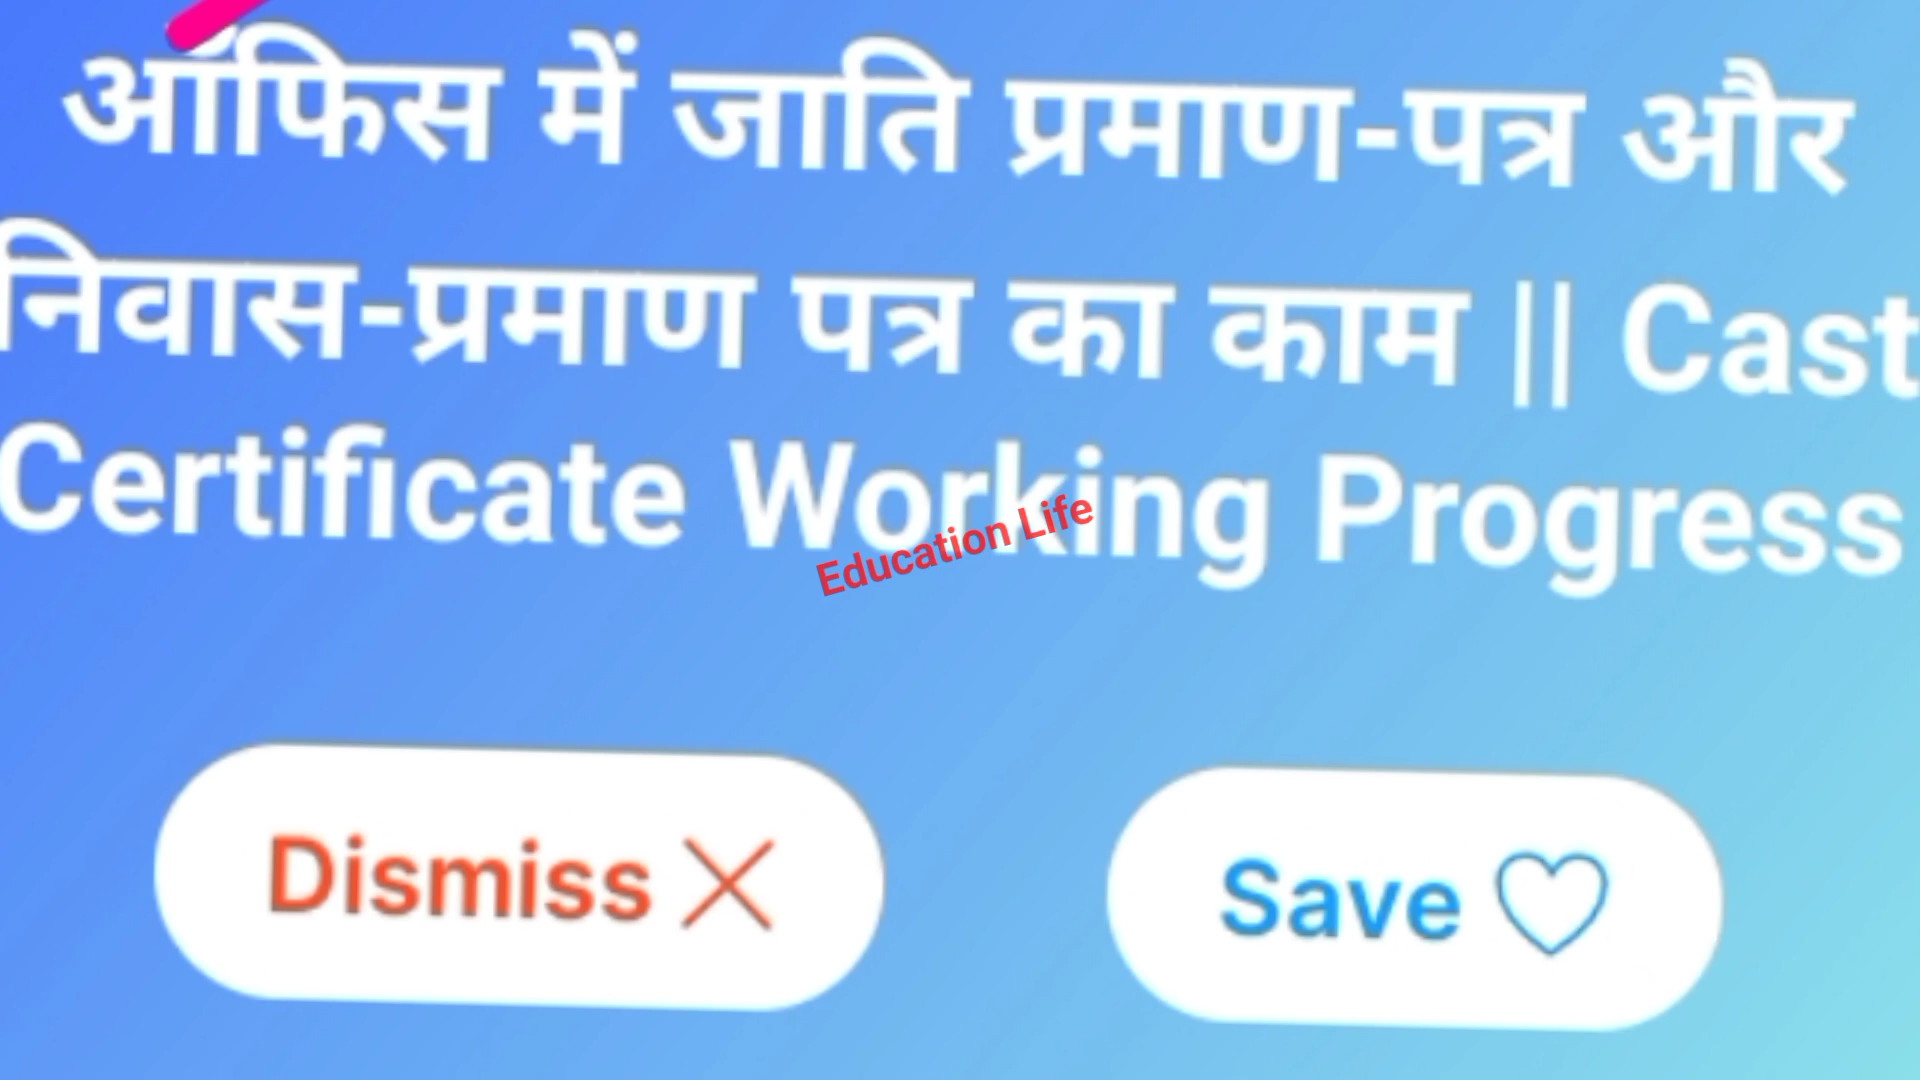 ऑफिस में जाति प्रमाण-पत्र और
निवास-प्रमाण पत्र का काम || Cast
Certificate Working Progress
Education Life
Dismiss
Save